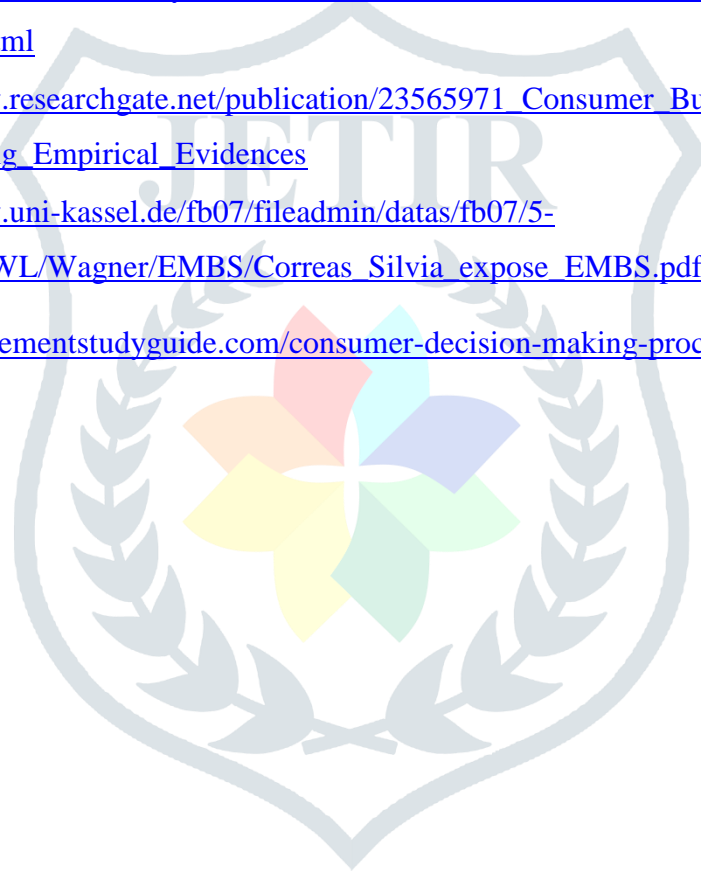 ml
.researchgate.net/publication/23565971_Consumer_Bu
JETIR
g_Empirical_Evidences
.uni-kassel.de/fb07/fileadmin/datas/fb07/5-
WL/Wagner/EMBS/Correas_Silvia_expose_EMBS.pdf
ementstudyguide.com/consumer-decision-making-proc